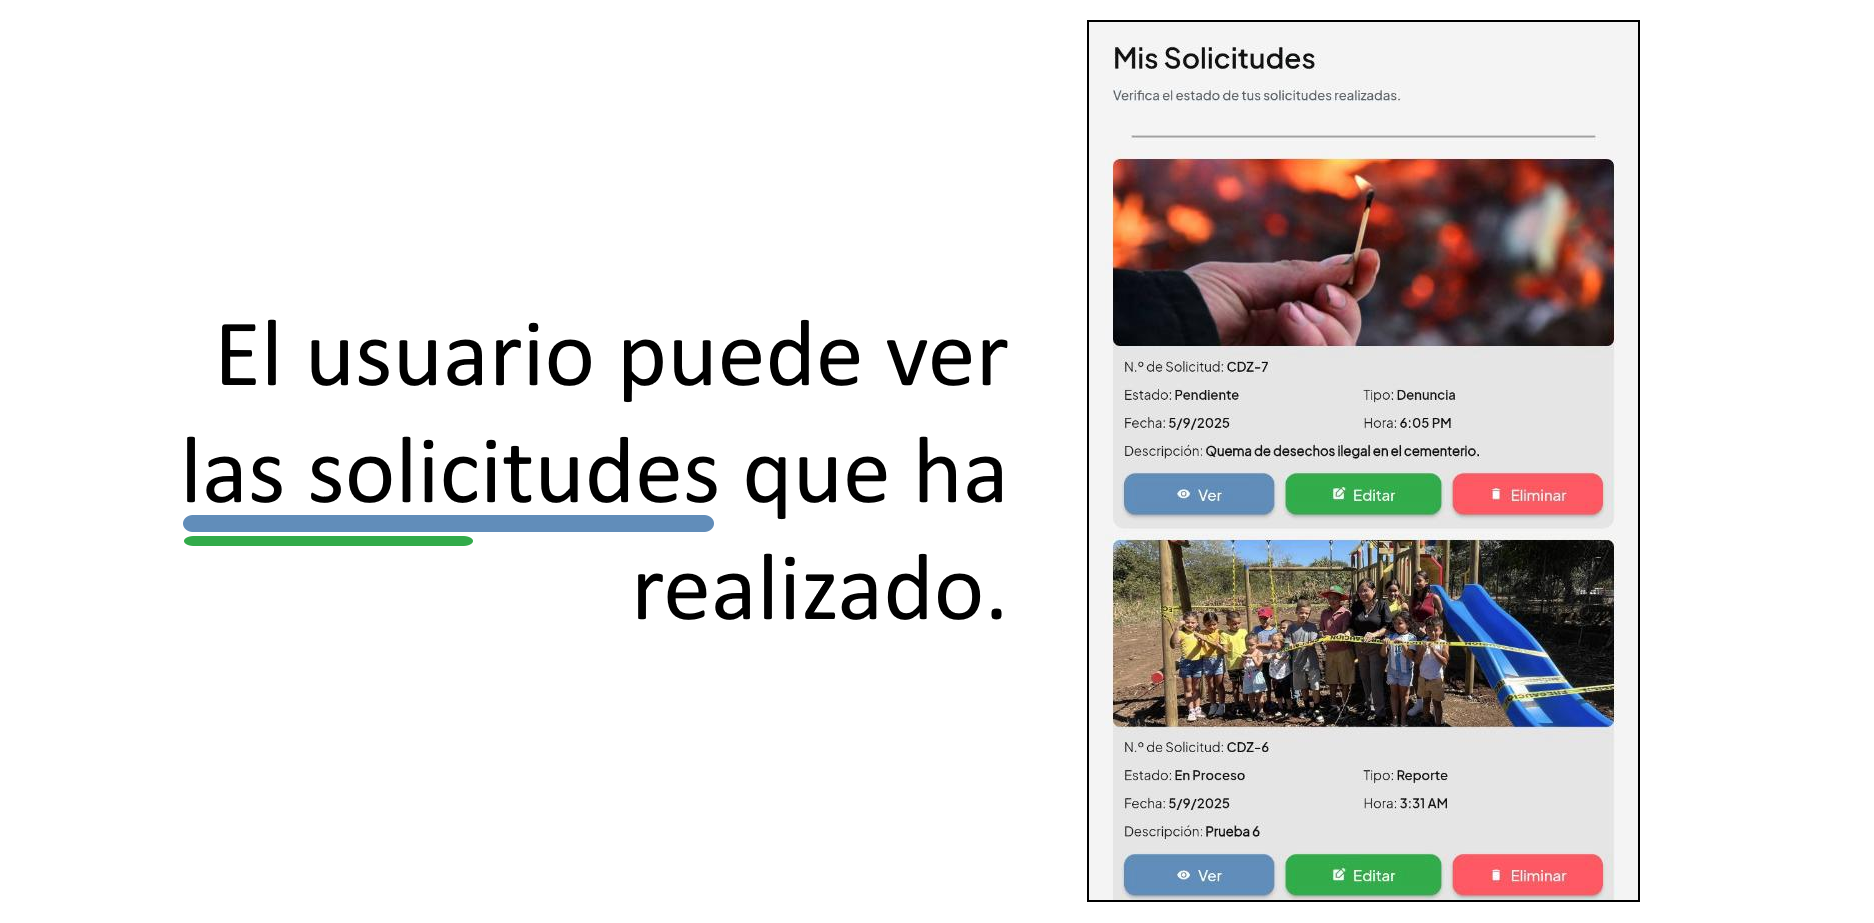 El usuario puede ver
las solicitudes que ha
realizado.
Mis Solicitudes
Verifica el estado de tus solicitudes realizadas.
N.º de Solicitud: CDZ-7
Estado: Pendiente Tipo: Denuncia
Fecha: 5/9/2025 Hora: 6:05 PM
Descripción: Quema de desechos ilegal en el cementerio.
Ver Editar Eliminar
N.º de Solicitud: CDZ-6
Estado: En Proceso Tipo: Reporte
Fecha: 5/9/2025 Hora: 3:31 AM
Descripción: Prueba 6
Ver Editar Eliminar